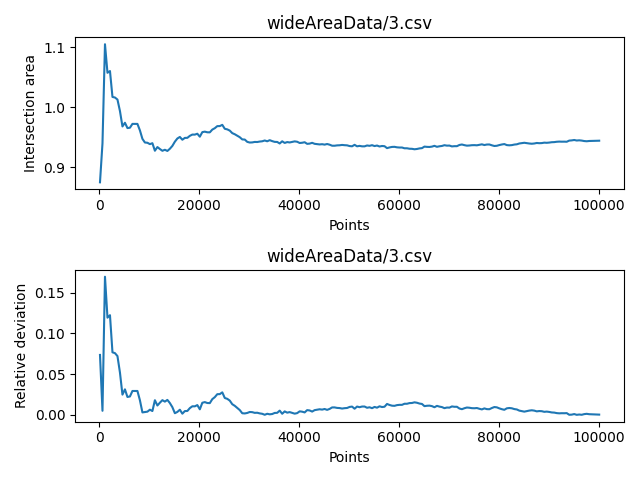 wideAreaData/3.csv
Intersection area
1.1
1.0
0.9
0 20000 40000 60000 80000 100000
Points
wideAreaData/3.csv
Relative deviation
0.15
0.10
0.05
0.00
0 20000 40000 60000 80000 100000
Points